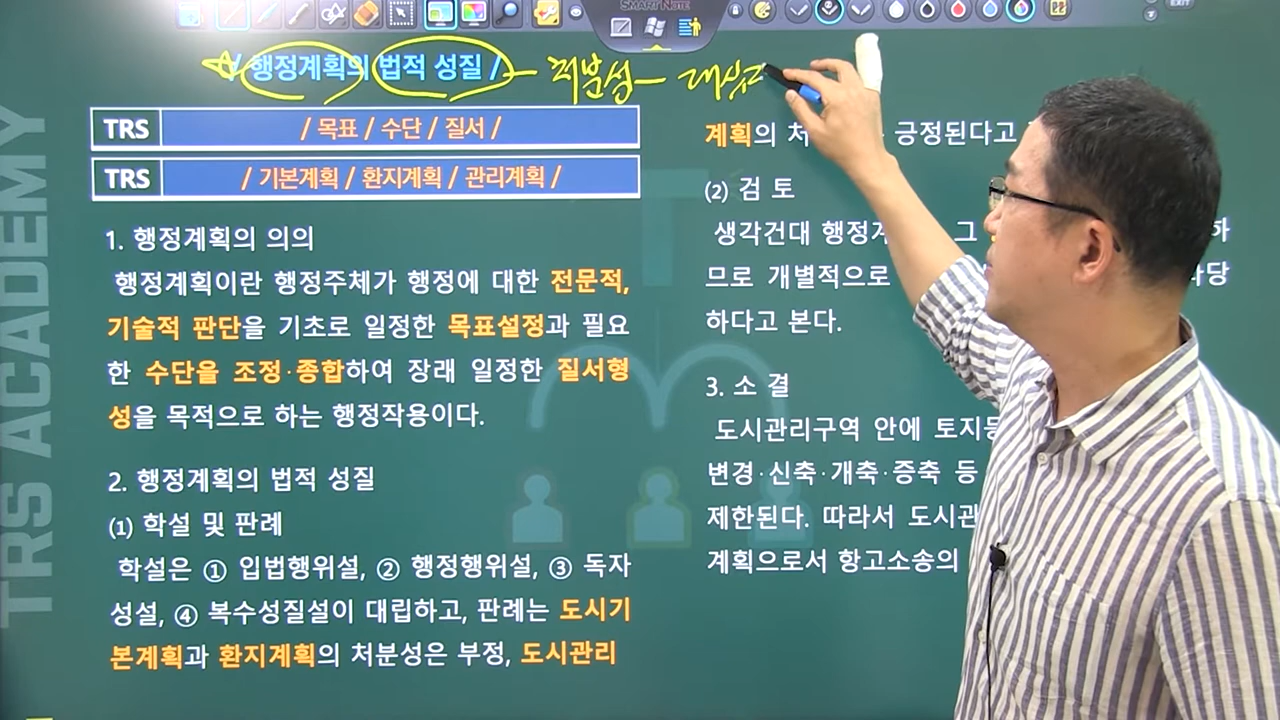 SMART NOTE
EXIT
/ 행정계획의 법적 성질 / 처분성
TRS / 목표 / 수단 / 질서 /
TRS / 기본계획 / 환지계획 / 관리계획 /
1. 행정계획의 의의
행정계획이란 행정주체가 행정에 대한 전문적,
기술적 판단을 기초로 일정한 목표설정과 필요
한 수단을 조정·종합하여 장래 일정한 질서형
성을 목적으로 하는 행정작용이다.
2. 행정계획의 법적 성질
(1) 학설 및 판례
학설은 ① 입법행위설, ② 행정행위설, ③ 독자
성설, ④ 복수성질설이 대립하고, 판례는 도시기
본계획과 환지계획의 처분성은 부정, 도시관리
계획의 처 긍정된다고
(2) 검 토
생각건대 행정계 그 하
므로 개별적으로 당
하다고 본다.
3. 소 결
도시관리구역 안에 토지
변경·신축·개축·증축 등
제한된다. 따라서 도시관
계획으로서 항고소송의
TRS ACADEMY